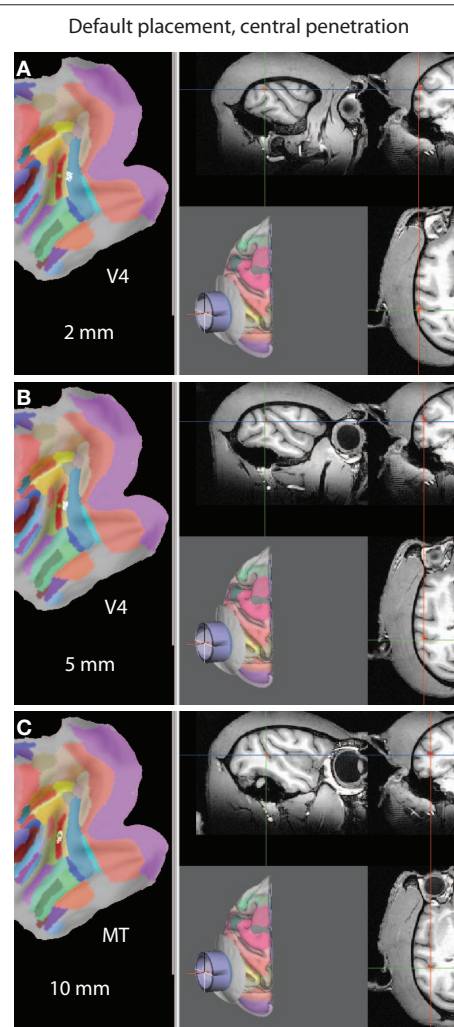 Default placement, central penetration
A
V4
2 mm
B
V4
5 mm
C
MT
10 mm